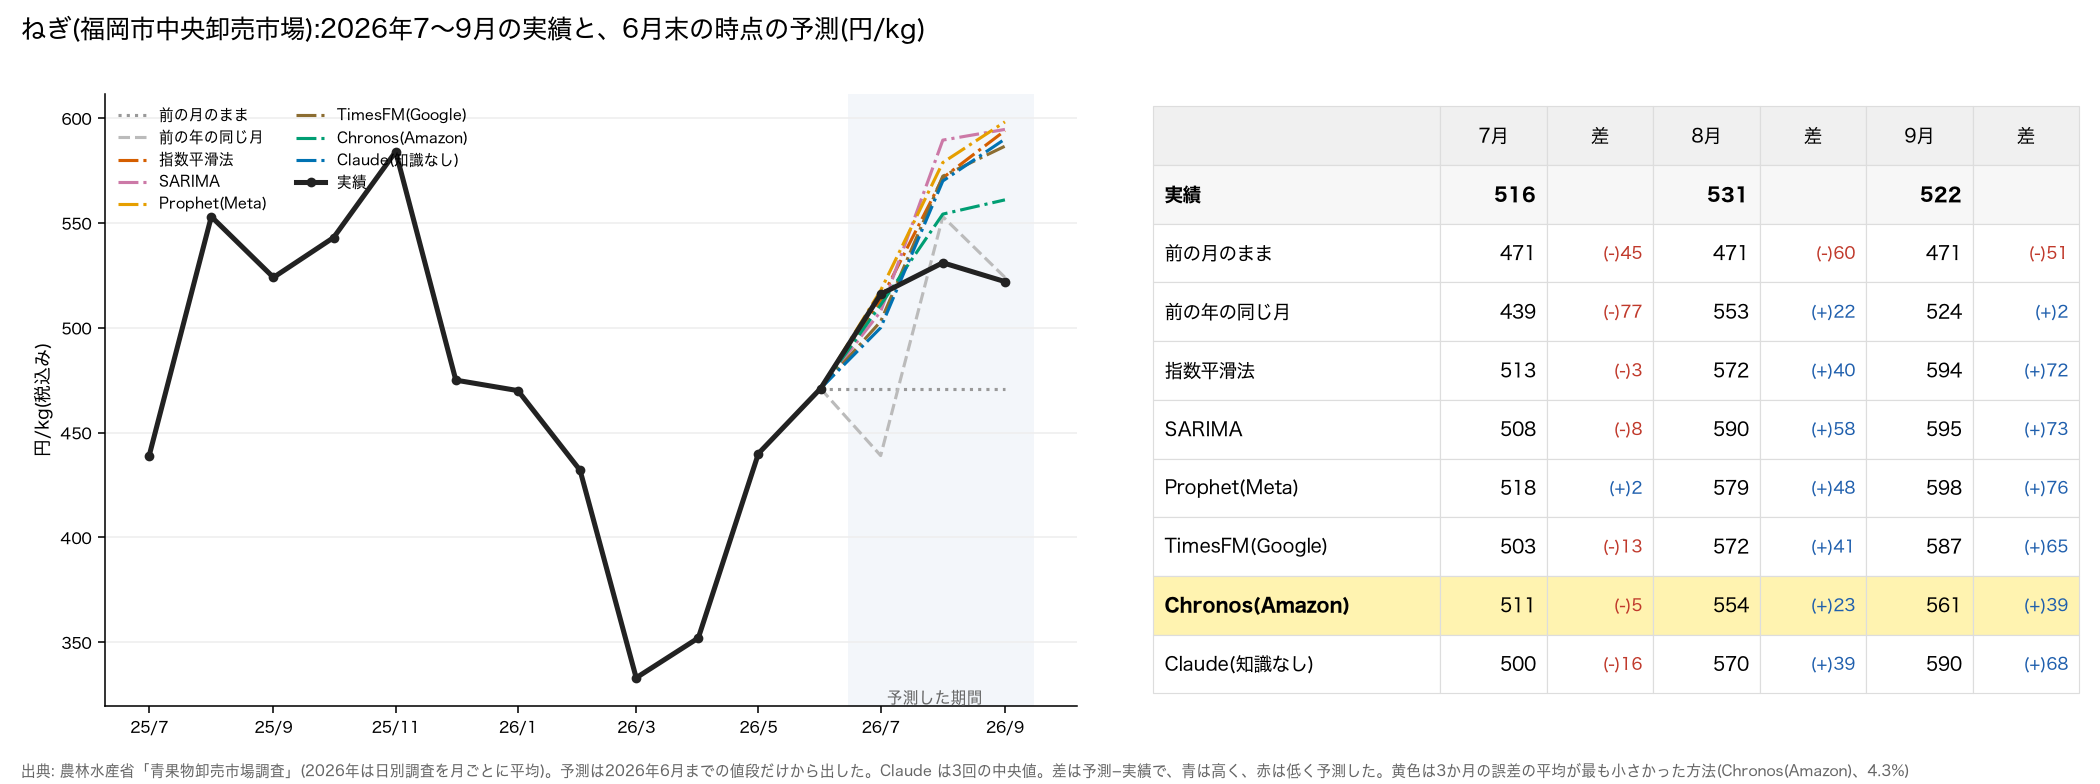 ねぎ(福岡市中央卸売市場):2026年7〜9月の実績と、6月末の時点の予測(円/kg)
円/kg(税込み)
600
550
500
450
400
350
前の月のまま
前の年の同じ月
指数平滑法
SARIMA
Prophet(Meta)
TimesFM(Google)
Chronos(Amazon)
Claude(知識なし)
実績
予測した期間
25/7 25/9 25/11 26/1 26/3 26/5 26/7 26/9
7月 差 8月 差 9月 差
実績 516 531 522
前の月のまま 471 (-)45 471 (-)60 471 (-)51
前の年の同じ月 439 (-)77 553 (+)22 524 (+)2
指数平滑法 513 (-)3 572 (+)40 594 (+)72
SARIMA 508 (-)8 590 (+)58 595 (+)73
Prophet(Meta) 518 (+)2 579 (+)48 598 (+)76
TimesFM(Google) 503 (-)13 572 (+)41 587 (+)65
Chronos(Amazon) 511 (-)5 554 (+)23 561 (+)39
Claude(知識なし) 500 (-)16 570 (+)39 590 (+)68
出典: 農林水産省「青果物卸売市場調査」(2026年は日別調査を月ごとに平均)。予測は2026年6月までの値段だけから出した。Claude は3回の中央値。差は予測−実績で、青は高く、赤は低く予測した。黄色は3か月の誤差の平均が最も小さかった方法(Chronos(Amazon)、4.3%)